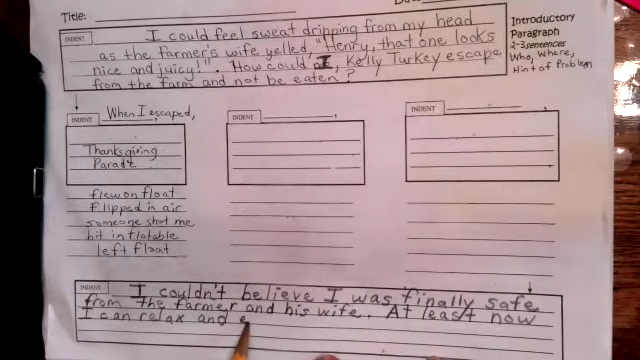 Title:
INDENT I could feel sweat dripping from my head
as the farmer's wife yelled, "Henry, that one looks
nice and juicy!". How could I, Kelly Turkey escape
from the farm and not be eaten?
Introductory
Paragraph
2-3 sentences
Who, Where,
Hint of Problem
INDENT When I escaped,
Thanksgiving
Parade
flew on float
flipped in air
someone shot me
hit inflatable
left float
INDENT ,
INDENT ,
INDENT I couldn't believe I was finally safe
from the farmer and his wife. At least now
I can relax and e